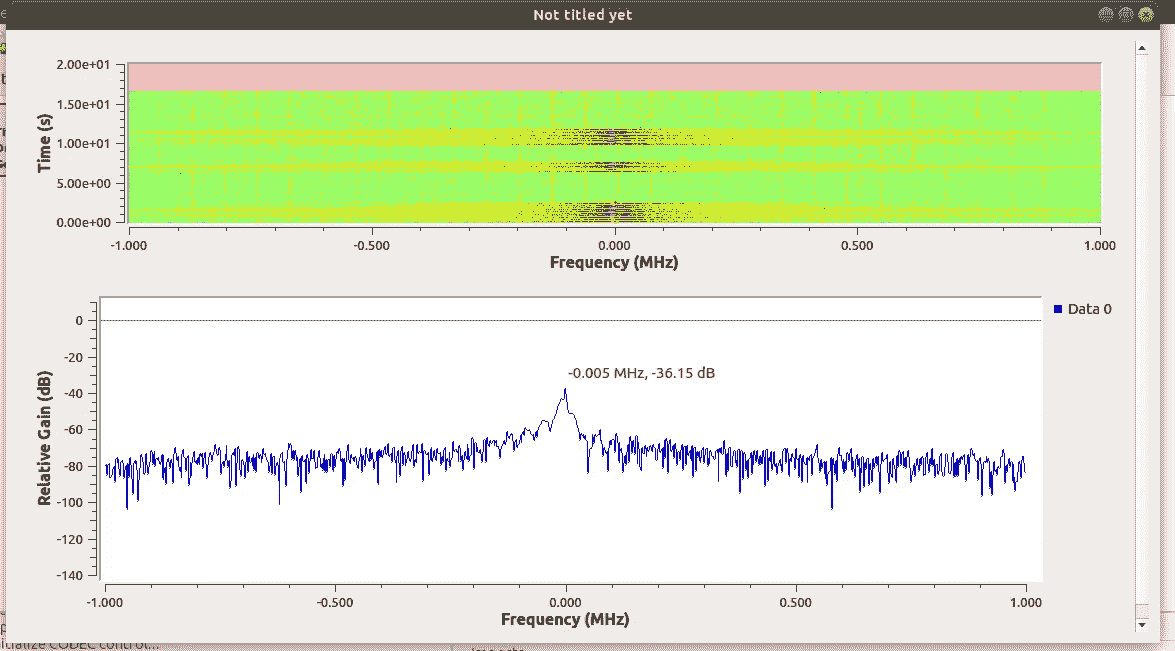 Not titled yet
2.00e+01
1.50e+01
1.00e+01
5.00e+00
0.00e+00
Time (s)
-1.000 -0.500 0.000 0.500 1.000
Frequency (MHz)
Data 0
-0.005 MHz, -36.15 dB
0
-20
-40
-60
-80
-100
-120
-140
Relative Gain (dB)
-1.000 -0.500 0.000 0.500 1.000
Frequency (MHz)
itialize CODEC control...